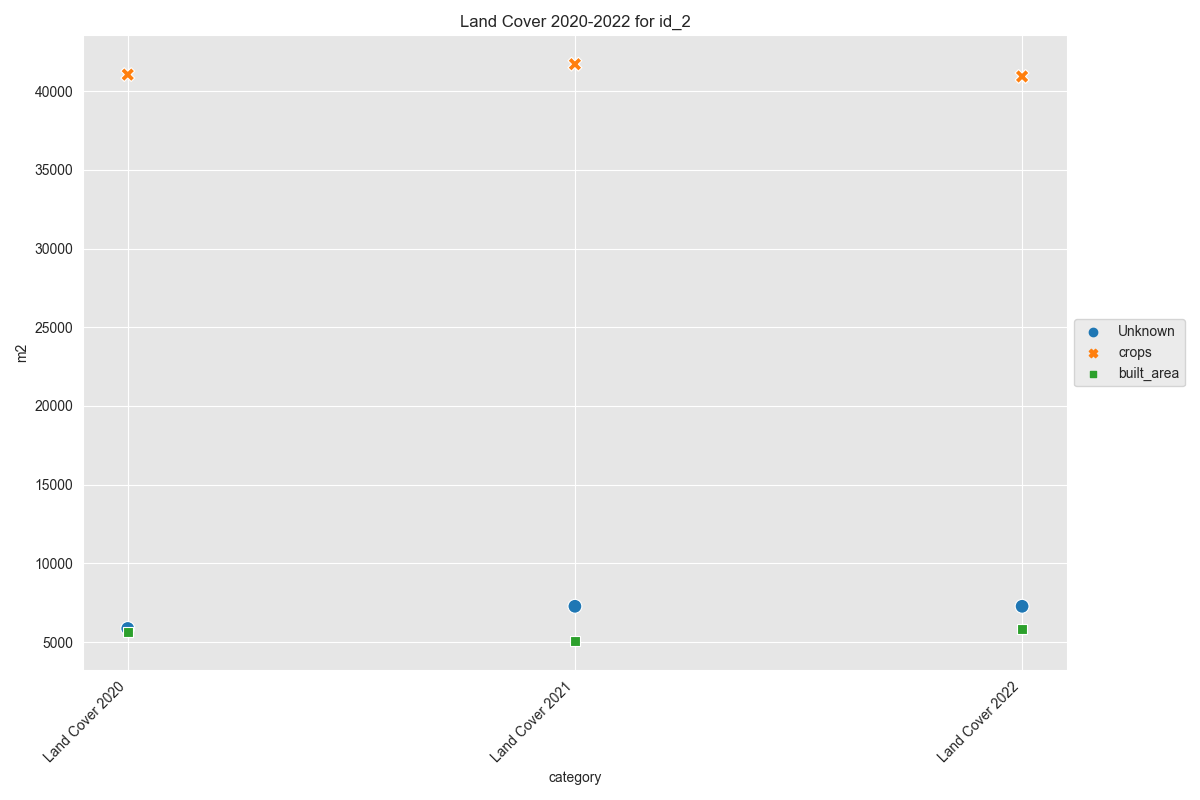 Land Cover 2020-2022 for id_2
m2
40000
35000
30000
25000
20000
15000
10000
5000
Unknown
crops
built_area
Land Cover 2020
Land Cover 2021
Land Cover 2022
category